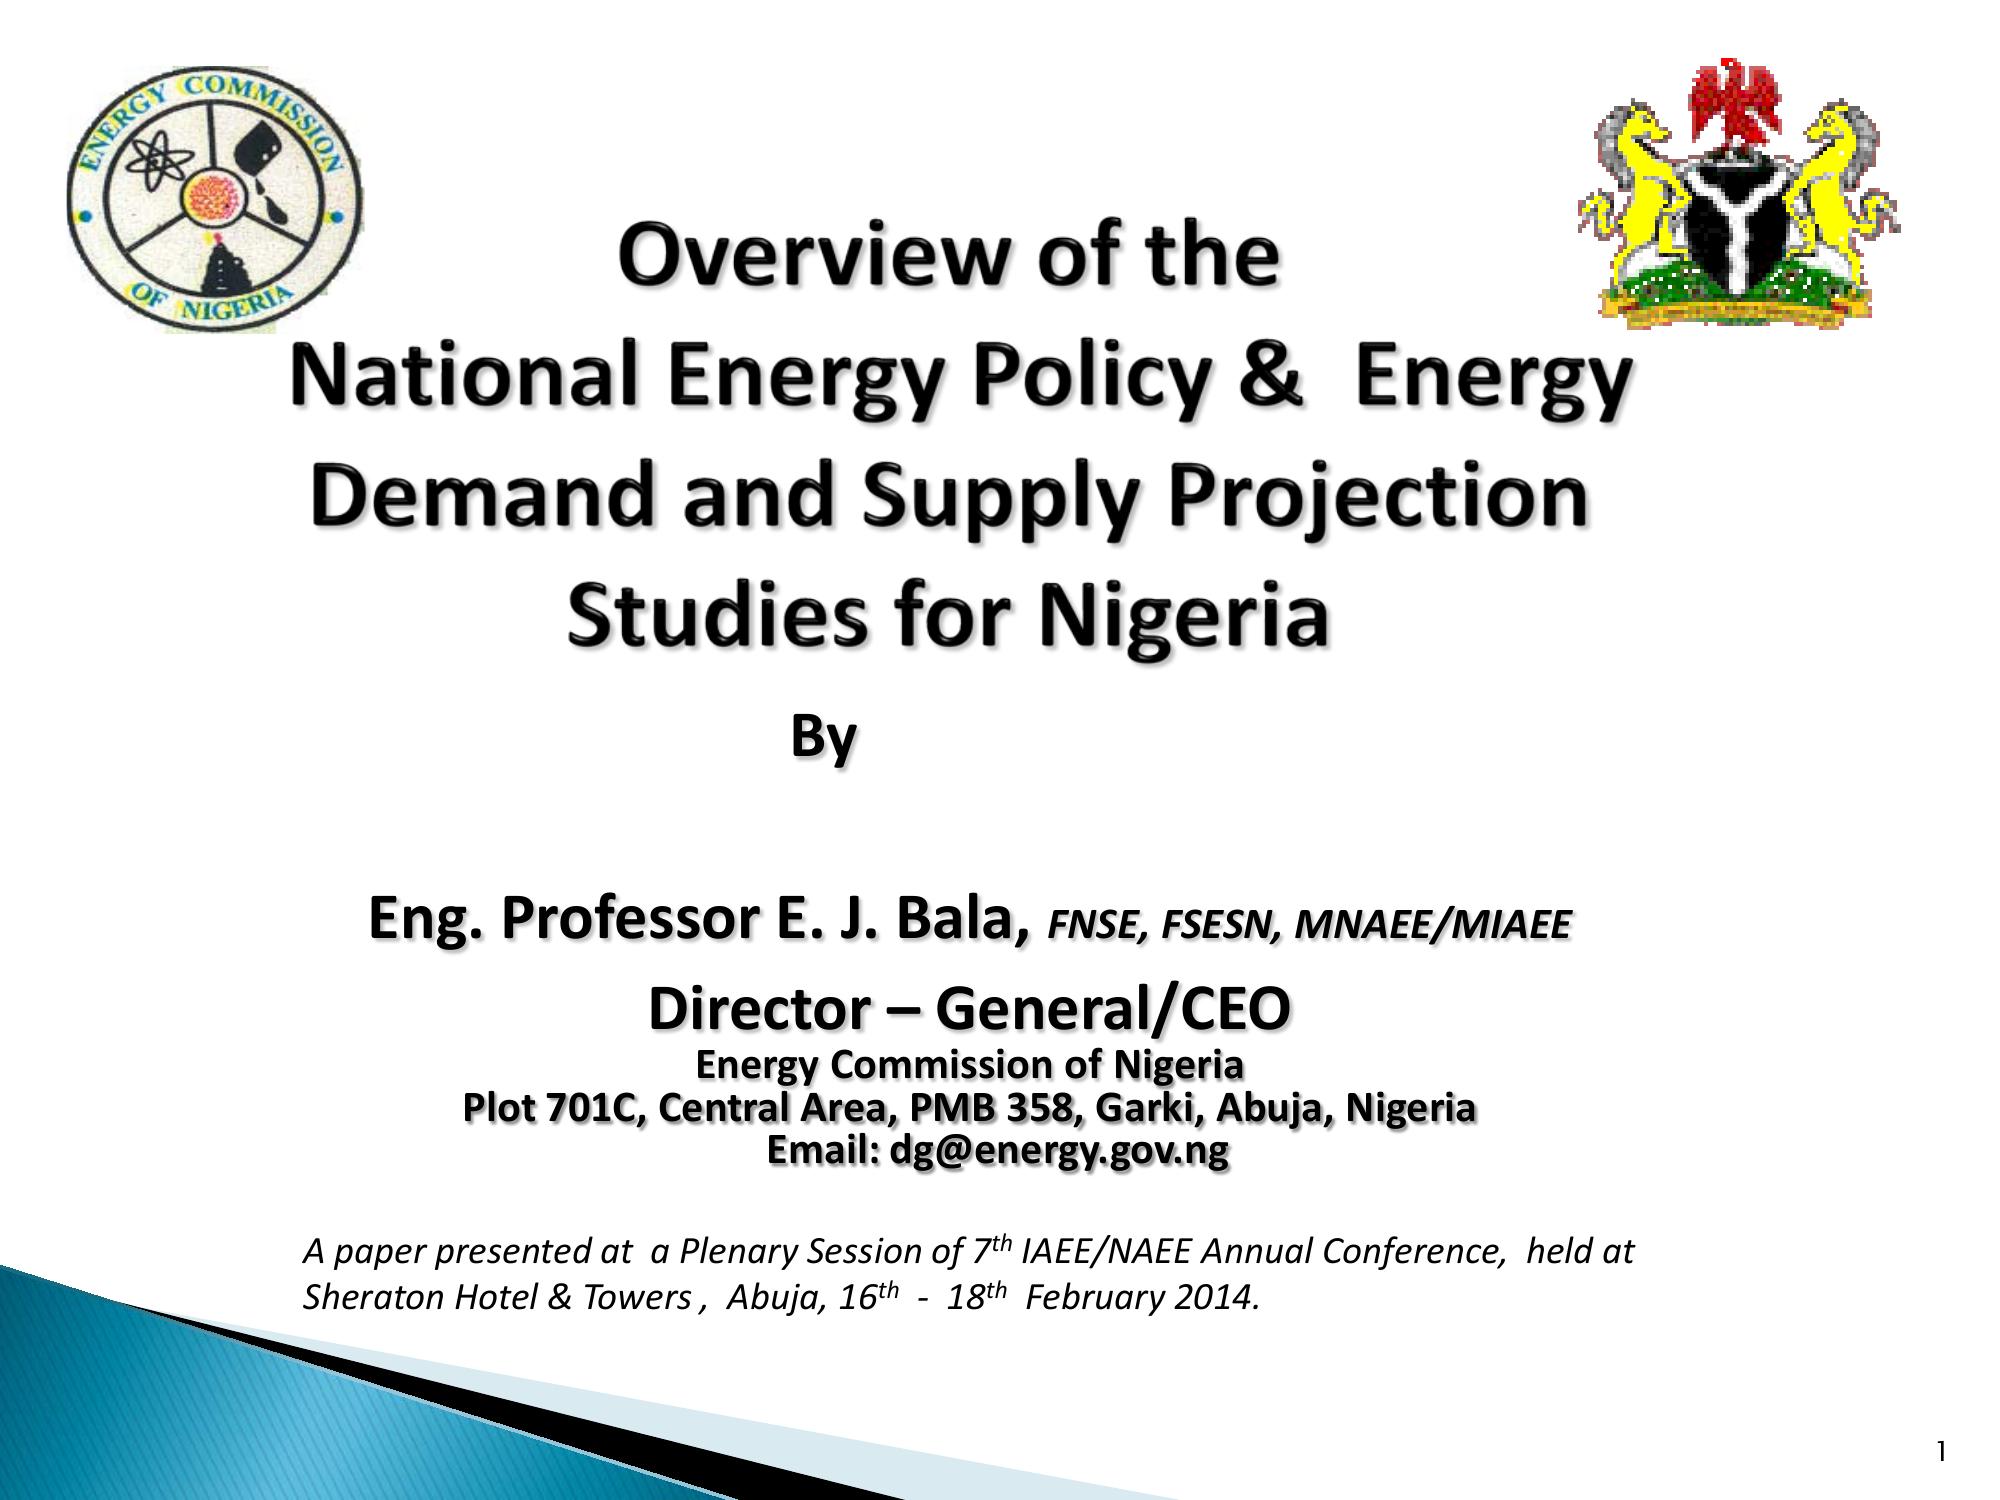 ENERGY COMMISSION
OF NIGERIA
Overview of the
National Energy Policy & Energy
Demand and Supply Projection
Studies for Nigeria
By
Eng. Professor E. J. Bala, FNSE, FSESN, MNAEE/MIAEE
Director – General/CEO
Energy Commission of Nigeria
Plot 701C, Central Area, PMB 358, Garki, Abuja, Nigeria
Email: dg@energy.gov.ng
A paper presented at a Plenary Session of 7th IAEE/NAEE Annual Conference, held at
Sheraton Hotel & Towers , Abuja, 16th - 18th February 2014.
1